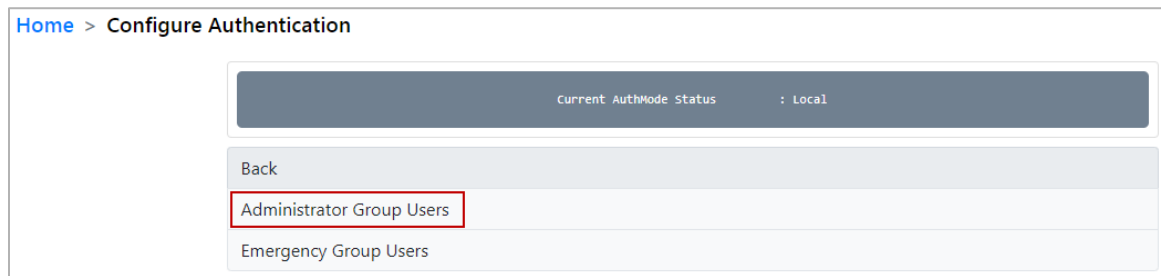 Home > Configure Authentication
Current AuthMode Status : Local
Back
Administrator Group Users
Emergency Group Users